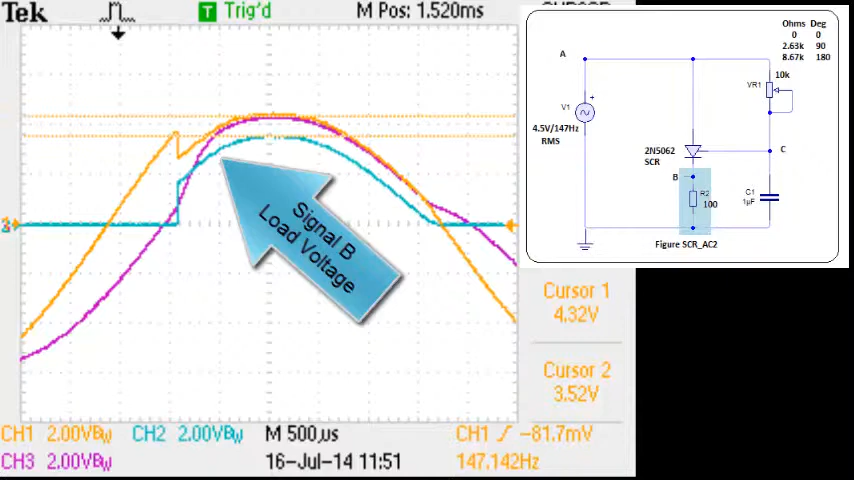 Tek
T Trig'd
M Pos: 1.520ms
Signal B
Load Voltage
Cursor 1
4.32V
Cursor 2
3.52V
CH1 2.00VBW CH2 2.00VBW M 500µs CH1 -81.7mV
CH3 2.00VBW 16-Jul-14 11:51 147.142Hz
Ohms Deg
0 0
2.63k 90
8.67k 180
A
10k
VR1
V1
+
4.5V/147Hz
RMS
2N5062
SCR
C
B
R2
100
C1
1µF
Figure SCR_AC2